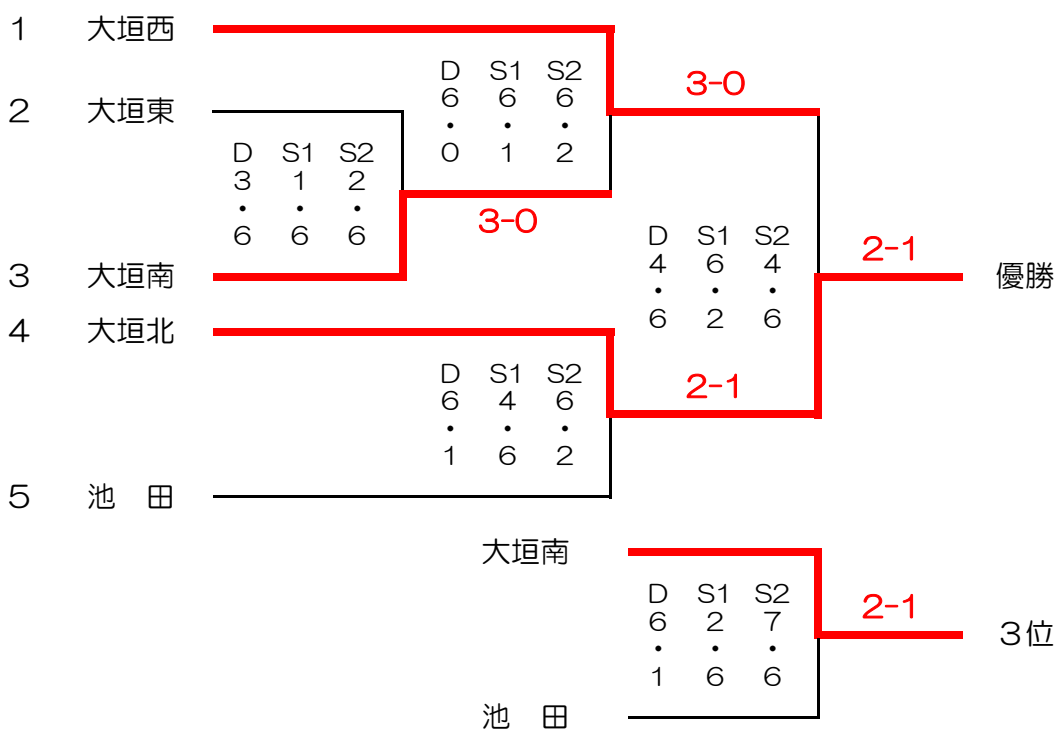 １ 大垣西
D S1 S2
3-0
6 6 6
２ 大垣東
・ ・ ・
0 1 2
D S1 S2
3 1 2
・ ・ ・
6 6 6
3-0
D S1 S2
2-1
4 6 4
３ 大垣南
優勝
・ ・ ・
6 2 6
４ 大垣北
D S1 S2
2-1
6 4 6
・ ・ ・
1 6 2
５ 池 田
大垣南
D S1 S2
2-1
6 2 7
３位
・ ・ ・
1 6 6
池 田